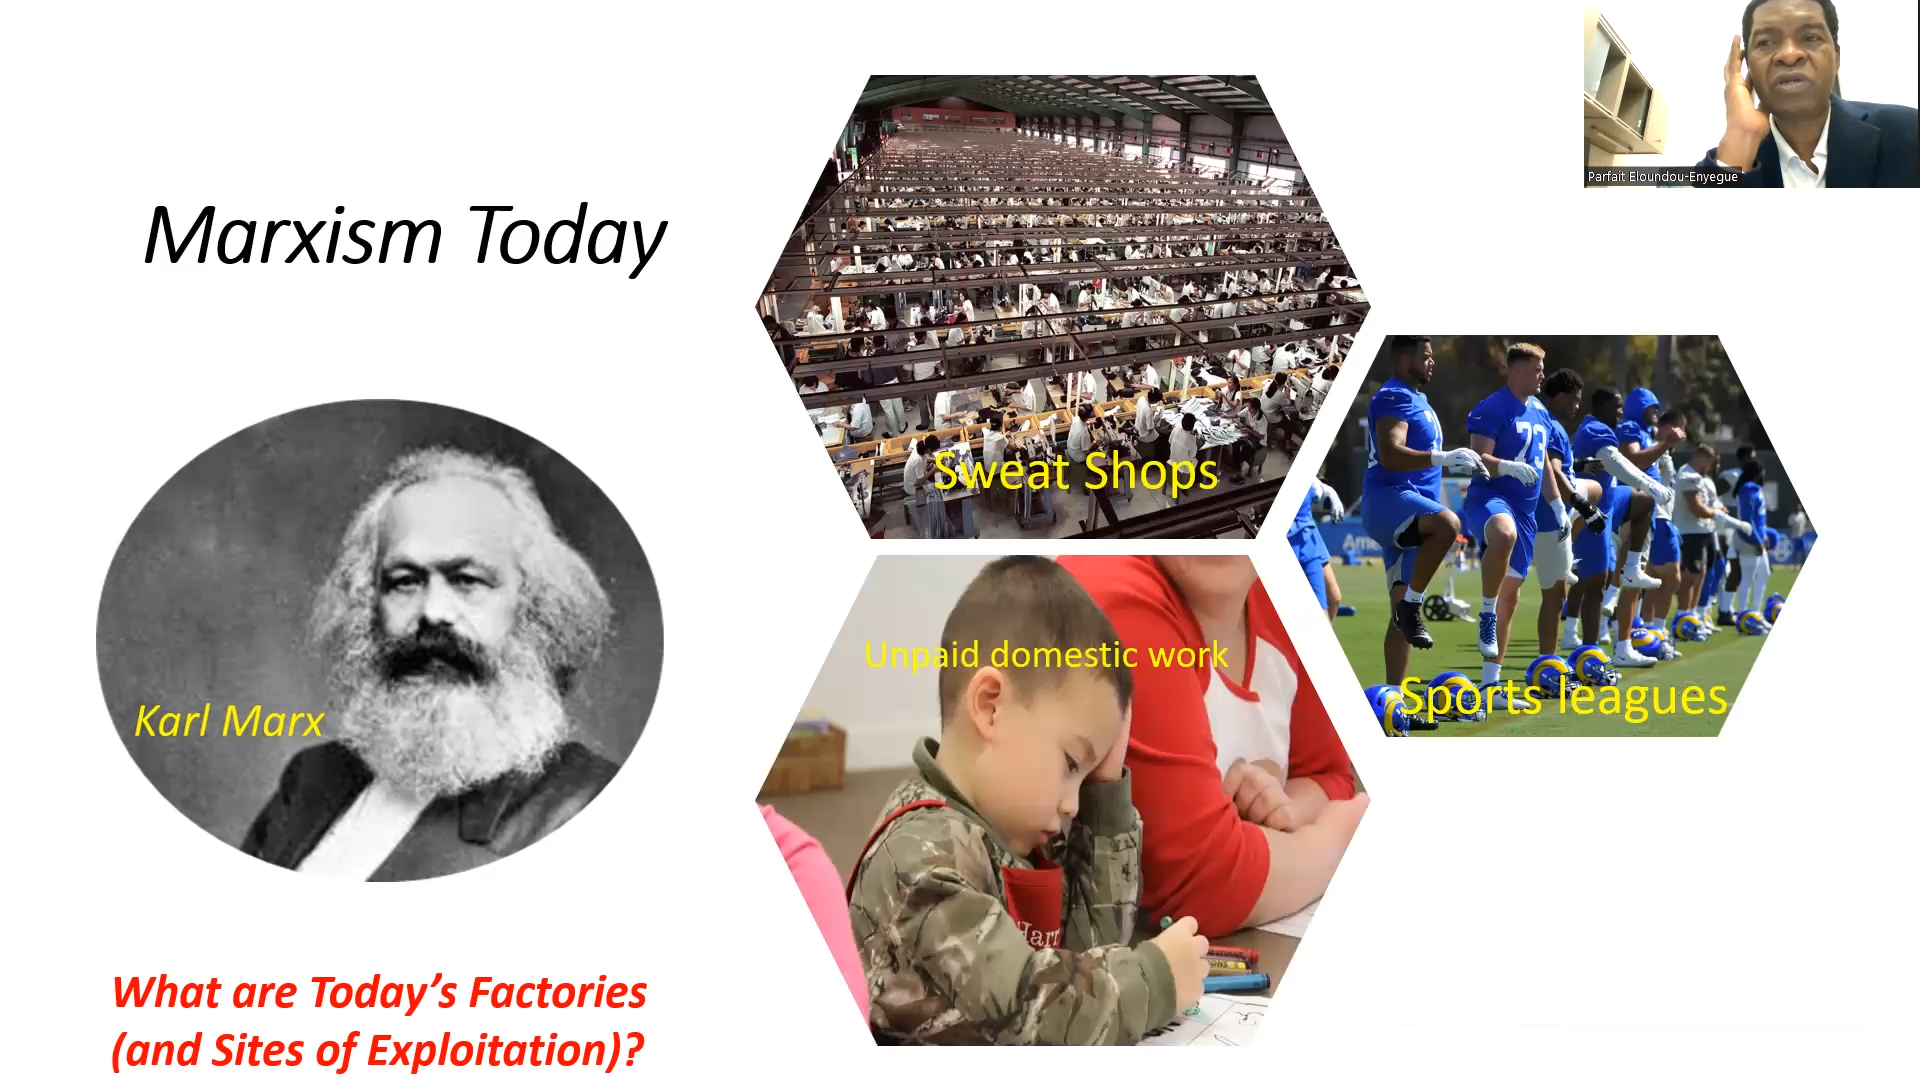 Parfait Eloundou-Enyegue
Marxism Today
Sweat Shops
73
Unpaid domestic work
Sports leagues
Karl Marx
What are Today’s Factories
(and Sites of Exploitation)?